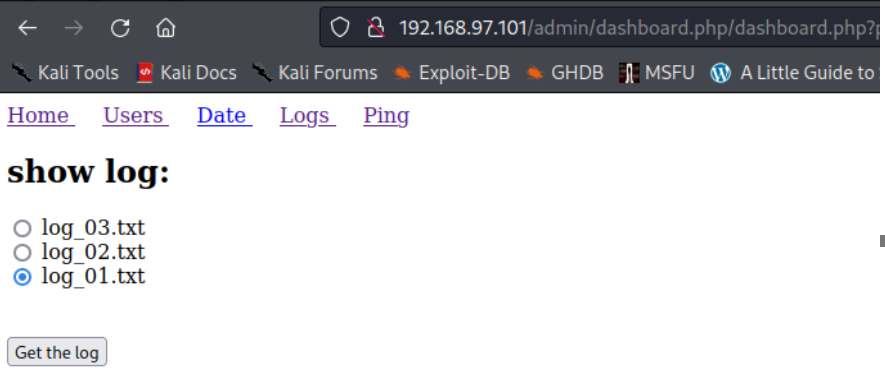 192.168.97.101/admin/dashboard.php/dashboard.php?
Kali Tools Kali Docs Kali Forums Exploit-DB GHDB MSFU A Little Guide to
Home Users Date Logs Ping
show log:
log_03.txt
log_02.txt
log_01.txt
Get the log